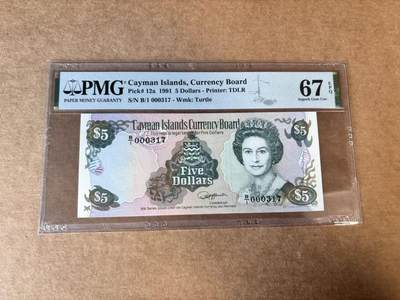 PMG
PAPER MONEY GUARANTY
Cayman Islands, Currency Board
Pick# 12a 1991 5 Dollars - Printer: TDLR
S/N B/1 000317 - Wmk: Turtle
67 EPQ
Superb Gem Unc
Cayman Islands Currency Board
$5
$5
B/1 000317
Five
Dollars
B/1 000317
$5
$5